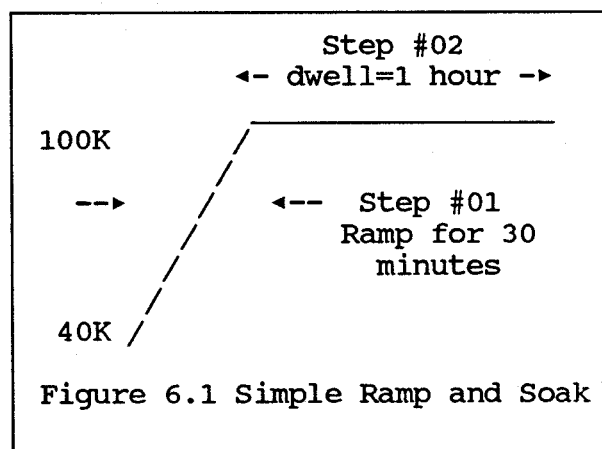 Step #02
dwell=1 hour
100K
Step #01
Ramp for 30
minutes
40K
Figure 6.1 Simple Ramp and Soak